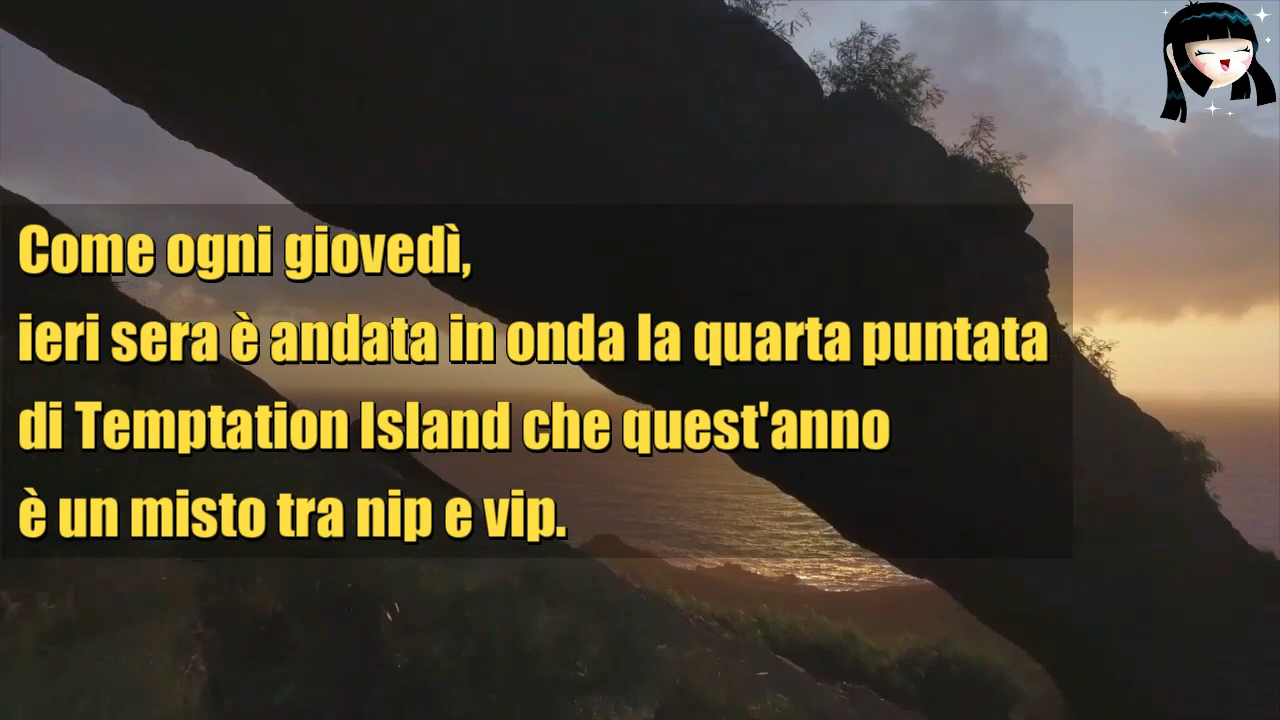 Come ogni giovedì,
ieri sera è andata in onda la quarta puntata
di Temptation Island che quest'anno
è un misto tra nip e vip.